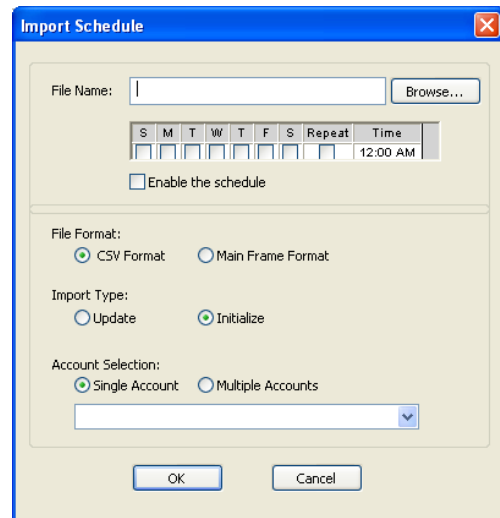 Import Schedule
File Name:
Browse...
S M T W T F S Repeat Time
12:00 AM
Enable the schedule
File Format:
CSV Format Main Frame Format
Import Type:
Update Initialize
Account Selection:
Single Account Multiple Accounts
OK Cancel